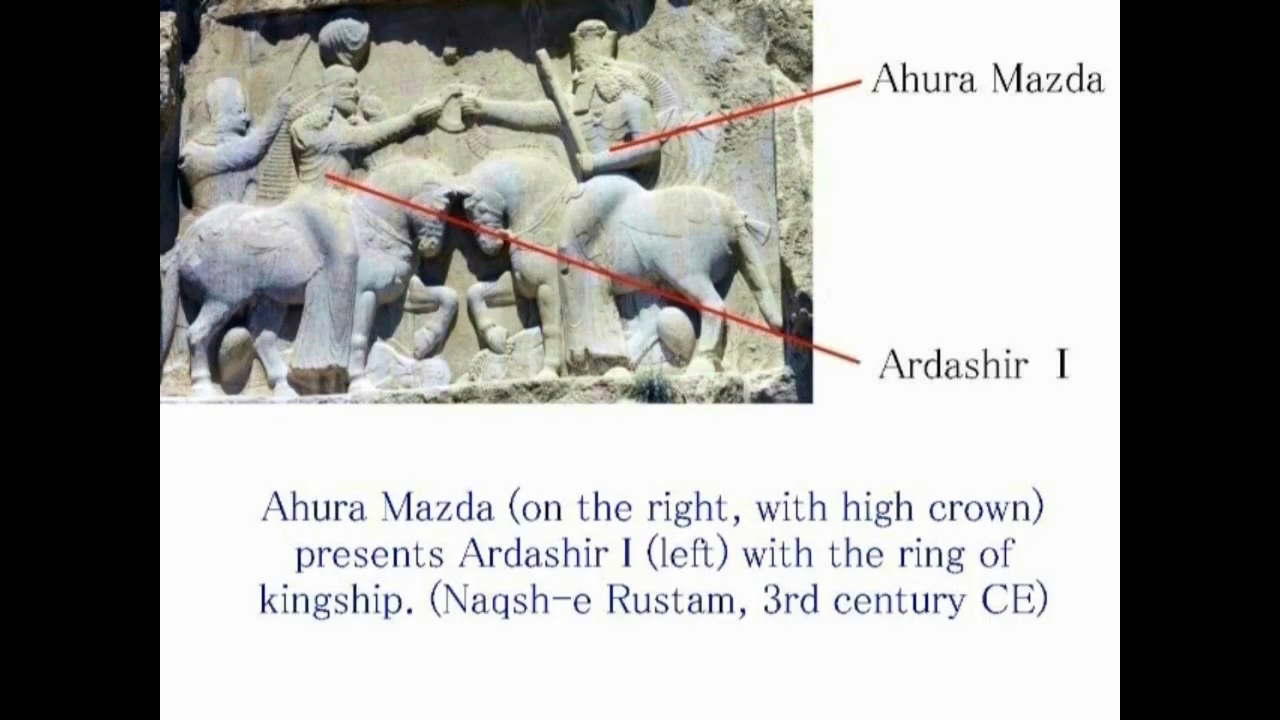 Ahura Mazda
Ardashir I
Ahura Mazda (on the right, with high crown)
presents Ardashir I (left) with the ring of
kingship. (Naqsh-e Rustam, 3rd century CE)